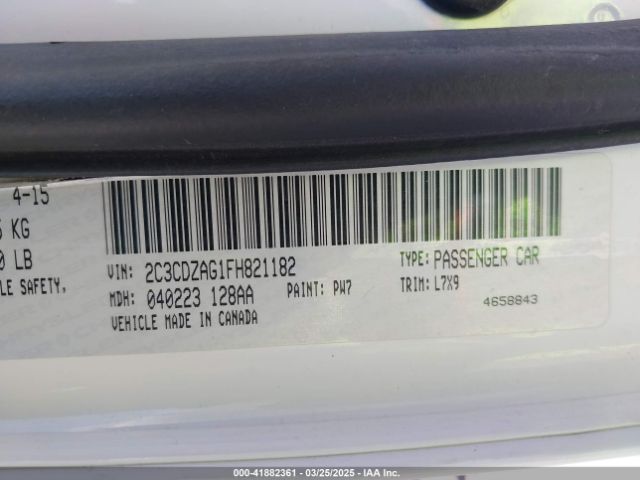 4-15
KG
LB
LE SAFETY,
VIN: 2C3CDZAG1FH821182
TYPE: PASSENGER CAR
MDH: 040223 128AA
PAINT: PW7
TRIM: L7X9
VEHICLE MADE IN CANADA
4658843
000-41882361 - 03/25/2025 - IAA Inc.